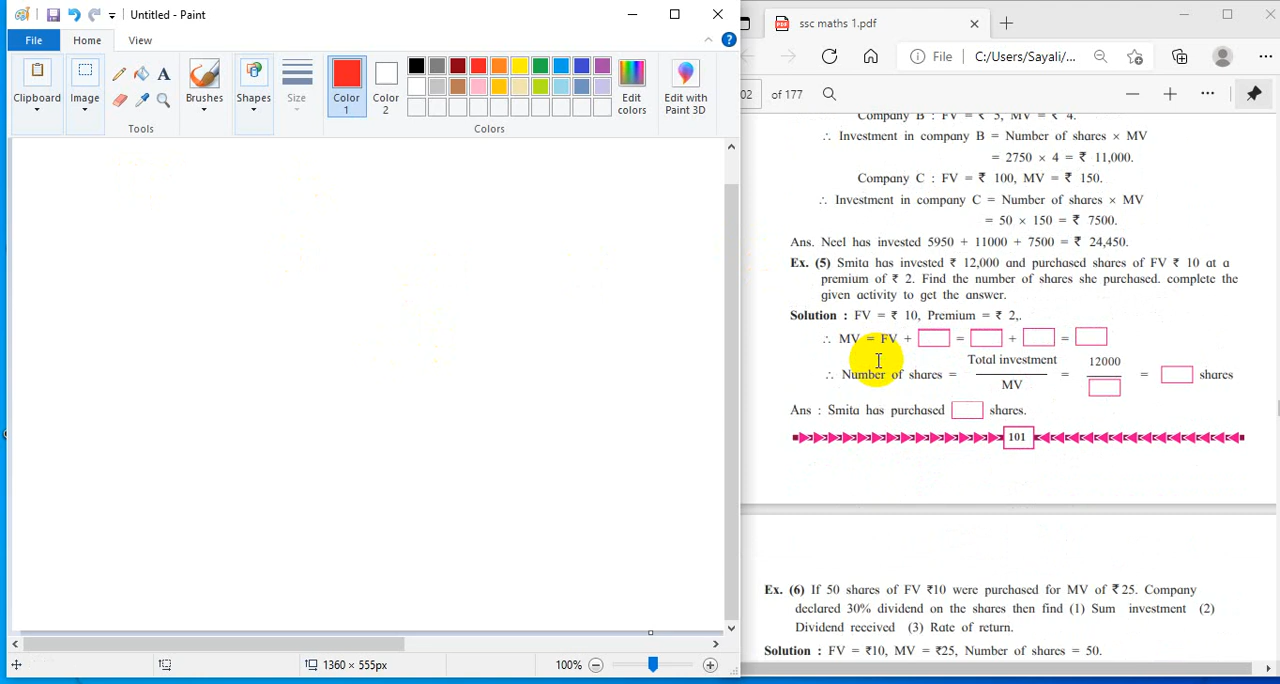 Untitled - Paint
File
Home
View
Clipboard
Image
Tools
Brushes
Shapes
Size
Color 1
Color 2
Colors
Edit colors
Edit with Paint 3D
100%
1360 × 555px
ssc maths 1.pdf
File
C:/Users/Sayali/...
02
of 177
Company B : FV = ₹ 5, MV = ₹ 4.
∴ Investment in company B = Number of shares × MV
= 2750 × 4 = ₹ 11,000.
Company C : FV = ₹ 100, MV = ₹ 150.
∴ Investment in company C = Number of shares × MV
= 50 × 150 = ₹ 7500.
Ans. Neel has invested 5950 + 11000 + 7500 = ₹ 24,450.
Ex. (5) Smita has invested ₹ 12,000 and purchased shares of FV ₹ 10 at a
premium of ₹ 2. Find the number of shares she purchased. complete the
given activity to get the answer.
Solution : FV = ₹ 10, Premium = ₹ 2,.
∴ MV = FV + = + =
∴ Number of shares = Total investment / MV = 12000 / = shares
Ans : Smita has purchased shares.
101
Ex. (6) If 50 shares of FV ₹10 were purchased for MV of ₹25. Company
declared 30% dividend on the shares then find (1) Sum investment (2)
Dividend received (3) Rate of return.
Solution : FV = ₹10, MV = ₹25, Number of shares = 50.